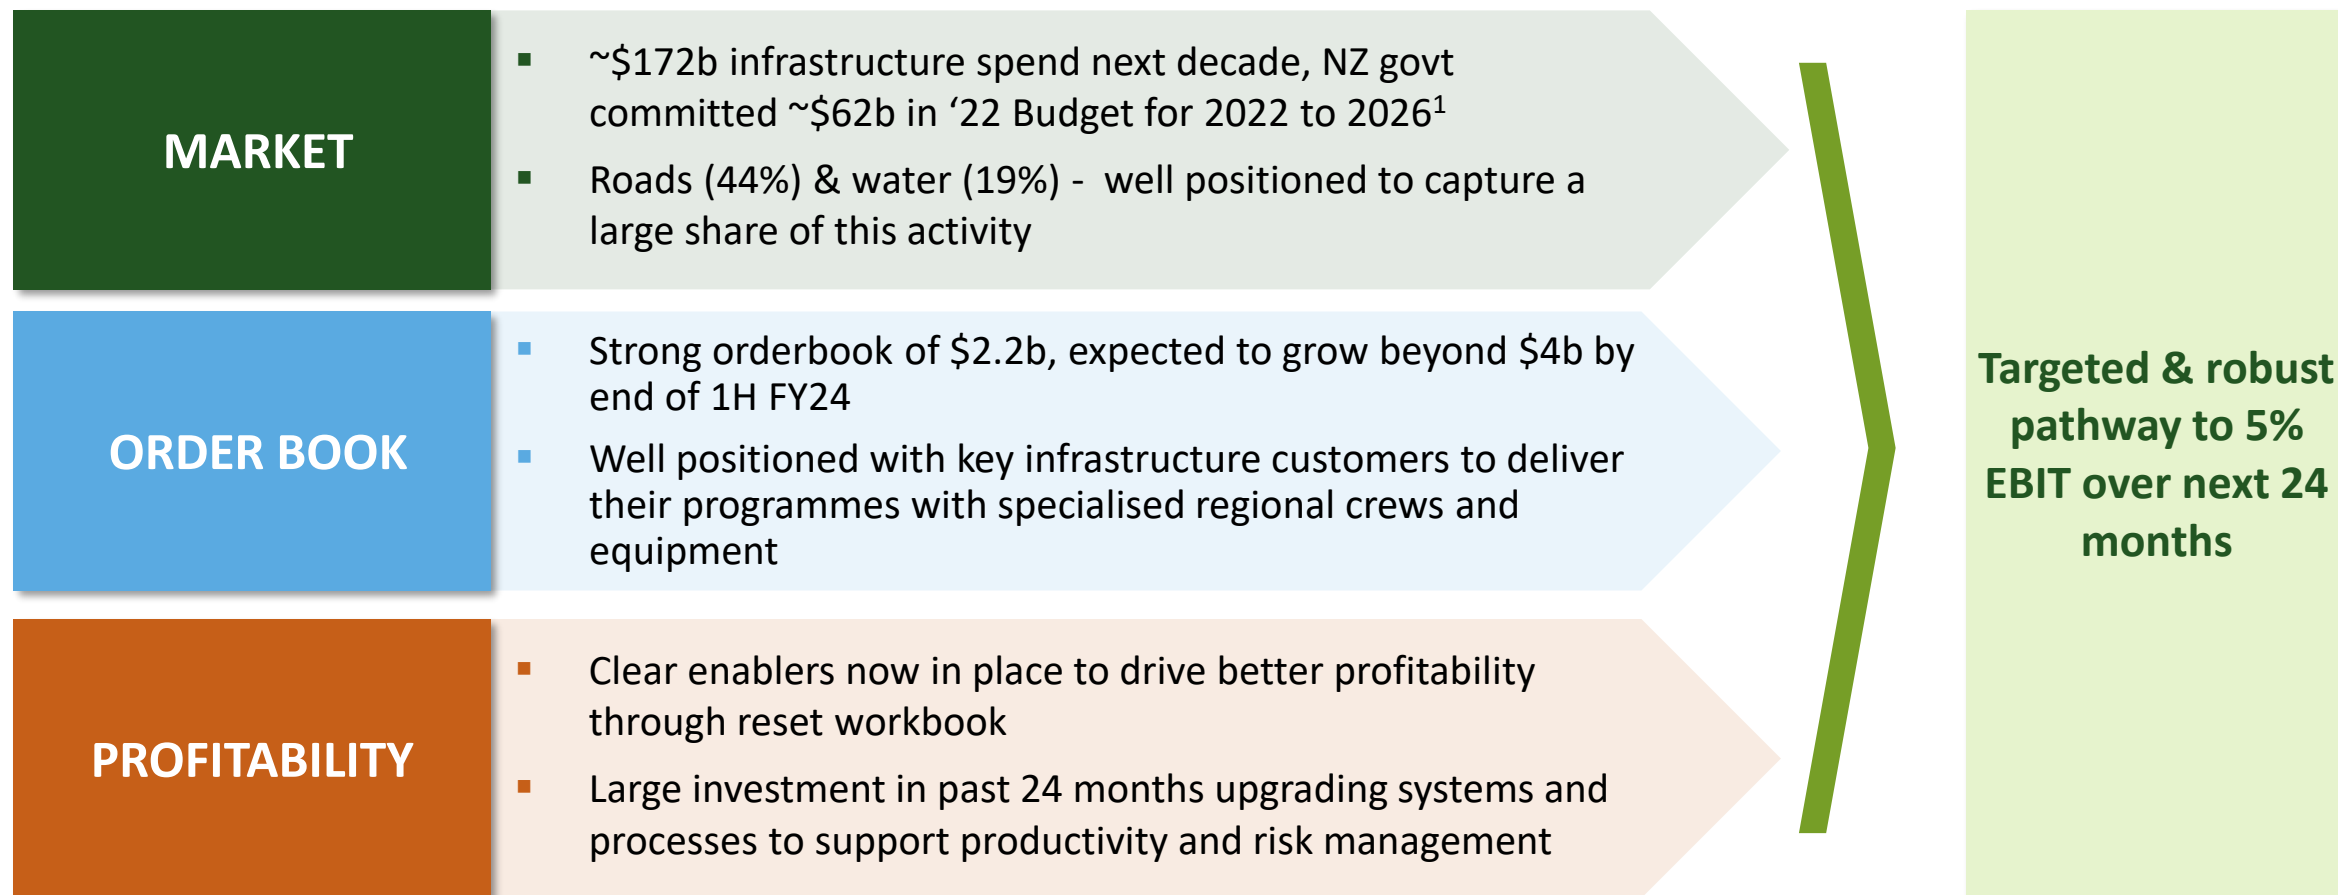 MARKET
▪ ~$172b infrastructure spend next decade, NZ govt
committed ~$62b in ‘22 Budget for 2022 to 2026¹
▪ Roads (44%) & water (19%) - well positioned to capture a
large share of this activity
ORDER BOOK
▪ Strong orderbook of $2.2b, expected to grow beyond $4b by
end of 1H FY24
▪ Well positioned with key infrastructure customers to deliver
their programmes with specialised regional crews and
equipment
PROFITABILITY
▪ Clear enablers now in place to drive better profitability
through reset workbook
▪ Large investment in past 24 months upgrading systems and
processes to support productivity and risk management
Targeted & robust
pathway to 5%
EBIT over next 24
months